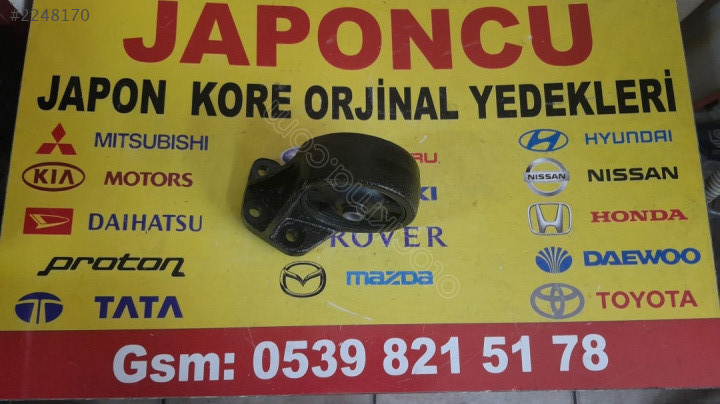 #2248170
JAPONCU
JAPON KORE ORJİNAL YEDEKLERİ
MITSUBISHI
HYUNDAI
KIA MOTORS
NISSAN NISSAN
DAIHATSU
ROVER
HONDA
proton
mazda
DAEWOO
TATA
TOYOTA
Gsm: 0539 821 51 78